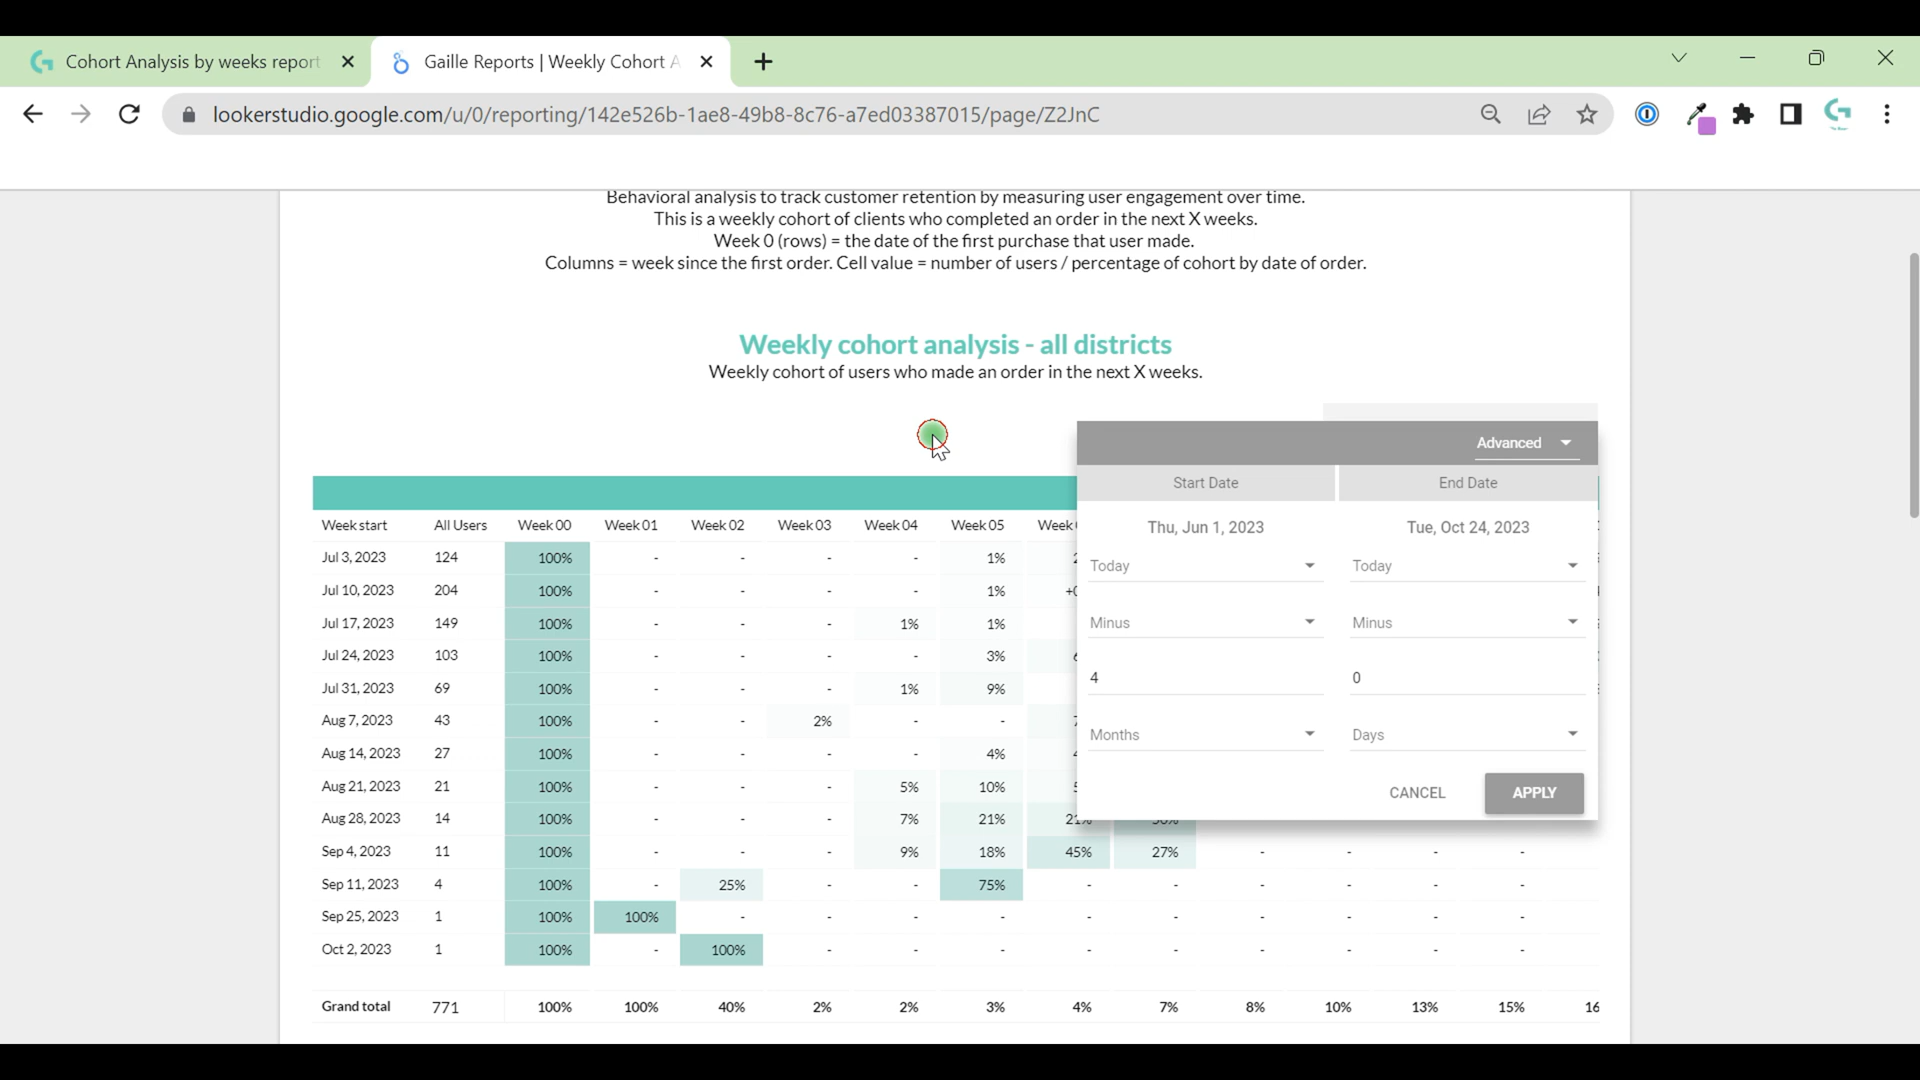 Cohort Analysis by weeks report
Gaille Reports | Weekly Cohort A
lookerstudio.google.com/u/0/reporting/142e526b-1ae8-49b8-8c76-a7ed03387015/page/Z2JnC
Behavioral analysis to track customer retention by measuring user engagement over time.
This is a weekly cohort of clients who completed an order in the next X weeks.
Week 0 (rows) = the date of the first purchase that user made.
Columns = week since the first order. Cell value = number of users / percentage of cohort by date of order.
Weekly cohort analysis - all districts
Weekly cohort of users who made an order in the next X weeks.
Advanced
Start Date End Date
Thu, Jun 1, 2023 Tue, Oct 24, 2023
Today Today
Minus Minus
4 0
Months Days
CANCEL APPLY
Week start All Users Week 00 Week 01 Week 02 Week 03 Week 04 Week 05 Week
Jul 3, 2023 124 100% - - - - 1% 2
Jul 10, 2023 204 100% - - - - 1%
Jul 17, 2023 149 100% - - - 1% 1%
Jul 24, 2023 103 100% - - - - 3%
Jul 31, 2023 69 100% - - - 1% 9%
Aug 7, 2023 43 100% - - 2% - -
Aug 14, 2023 27 100% - - - - 4%
Aug 21, 2023 21 100% - - - 5% 10%
Aug 28, 2023 14 100% - - - 7% 21%
Sep 4, 2023 11 100% - - - 9% 18% 45% 27% - - - -
Sep 11, 2023 4 100% - 25% - - 75% - - - - - -
Sep 25, 2023 1 100% 100% - - - - - - - - - -
Oct 2, 2023 1 100% - 100% - - - - - - - - -
Grand total 771 100% 100% 40% 2% 2% 3% 4% 7% 8% 10% 13% 15% 16